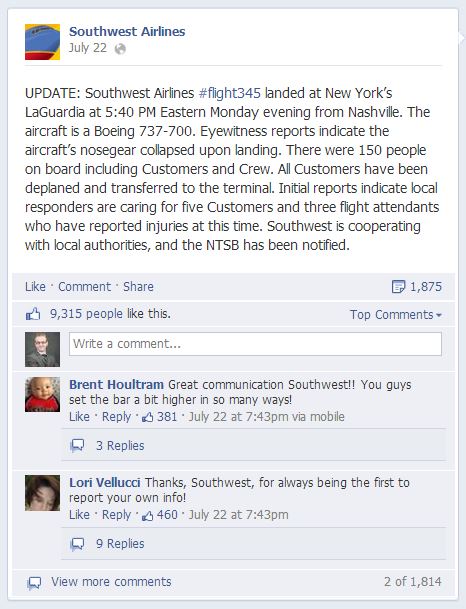 Southwest Airlines
July 22
UPDATE: Southwest Airlines #flight345 landed at New York's
LaGuardia at 5:40 PM Eastern Monday evening from Nashville. The
aircraft is a Boeing 737-700. Eyewitness reports indicate the
aircraft's nosegear collapsed upon landing. There were 150 people
on board including Customers and Crew. All Customers have been
deplaned and transferred to the terminal. Initial reports indicate local
responders are caring for five Customers and three flight attendants
who have reported injuries at this time. Southwest is cooperating
with local authorities, and the NTSB has been notified.
Like · Comment · Share 1,875
9,315 people like this. Top Comments
Write a comment...
Brent Houltram Great communication Southwest!! You guys
set the bar a bit higher in so many ways!
Like · Reply · 381 · July 22 at 7:43pm via mobile
3 Replies
Lori Vellucci Thanks, Southwest, for always being the first to
report your own info!
Like · Reply · 460 · July 22 at 7:43pm
9 Replies
View more comments 2 of 1,814